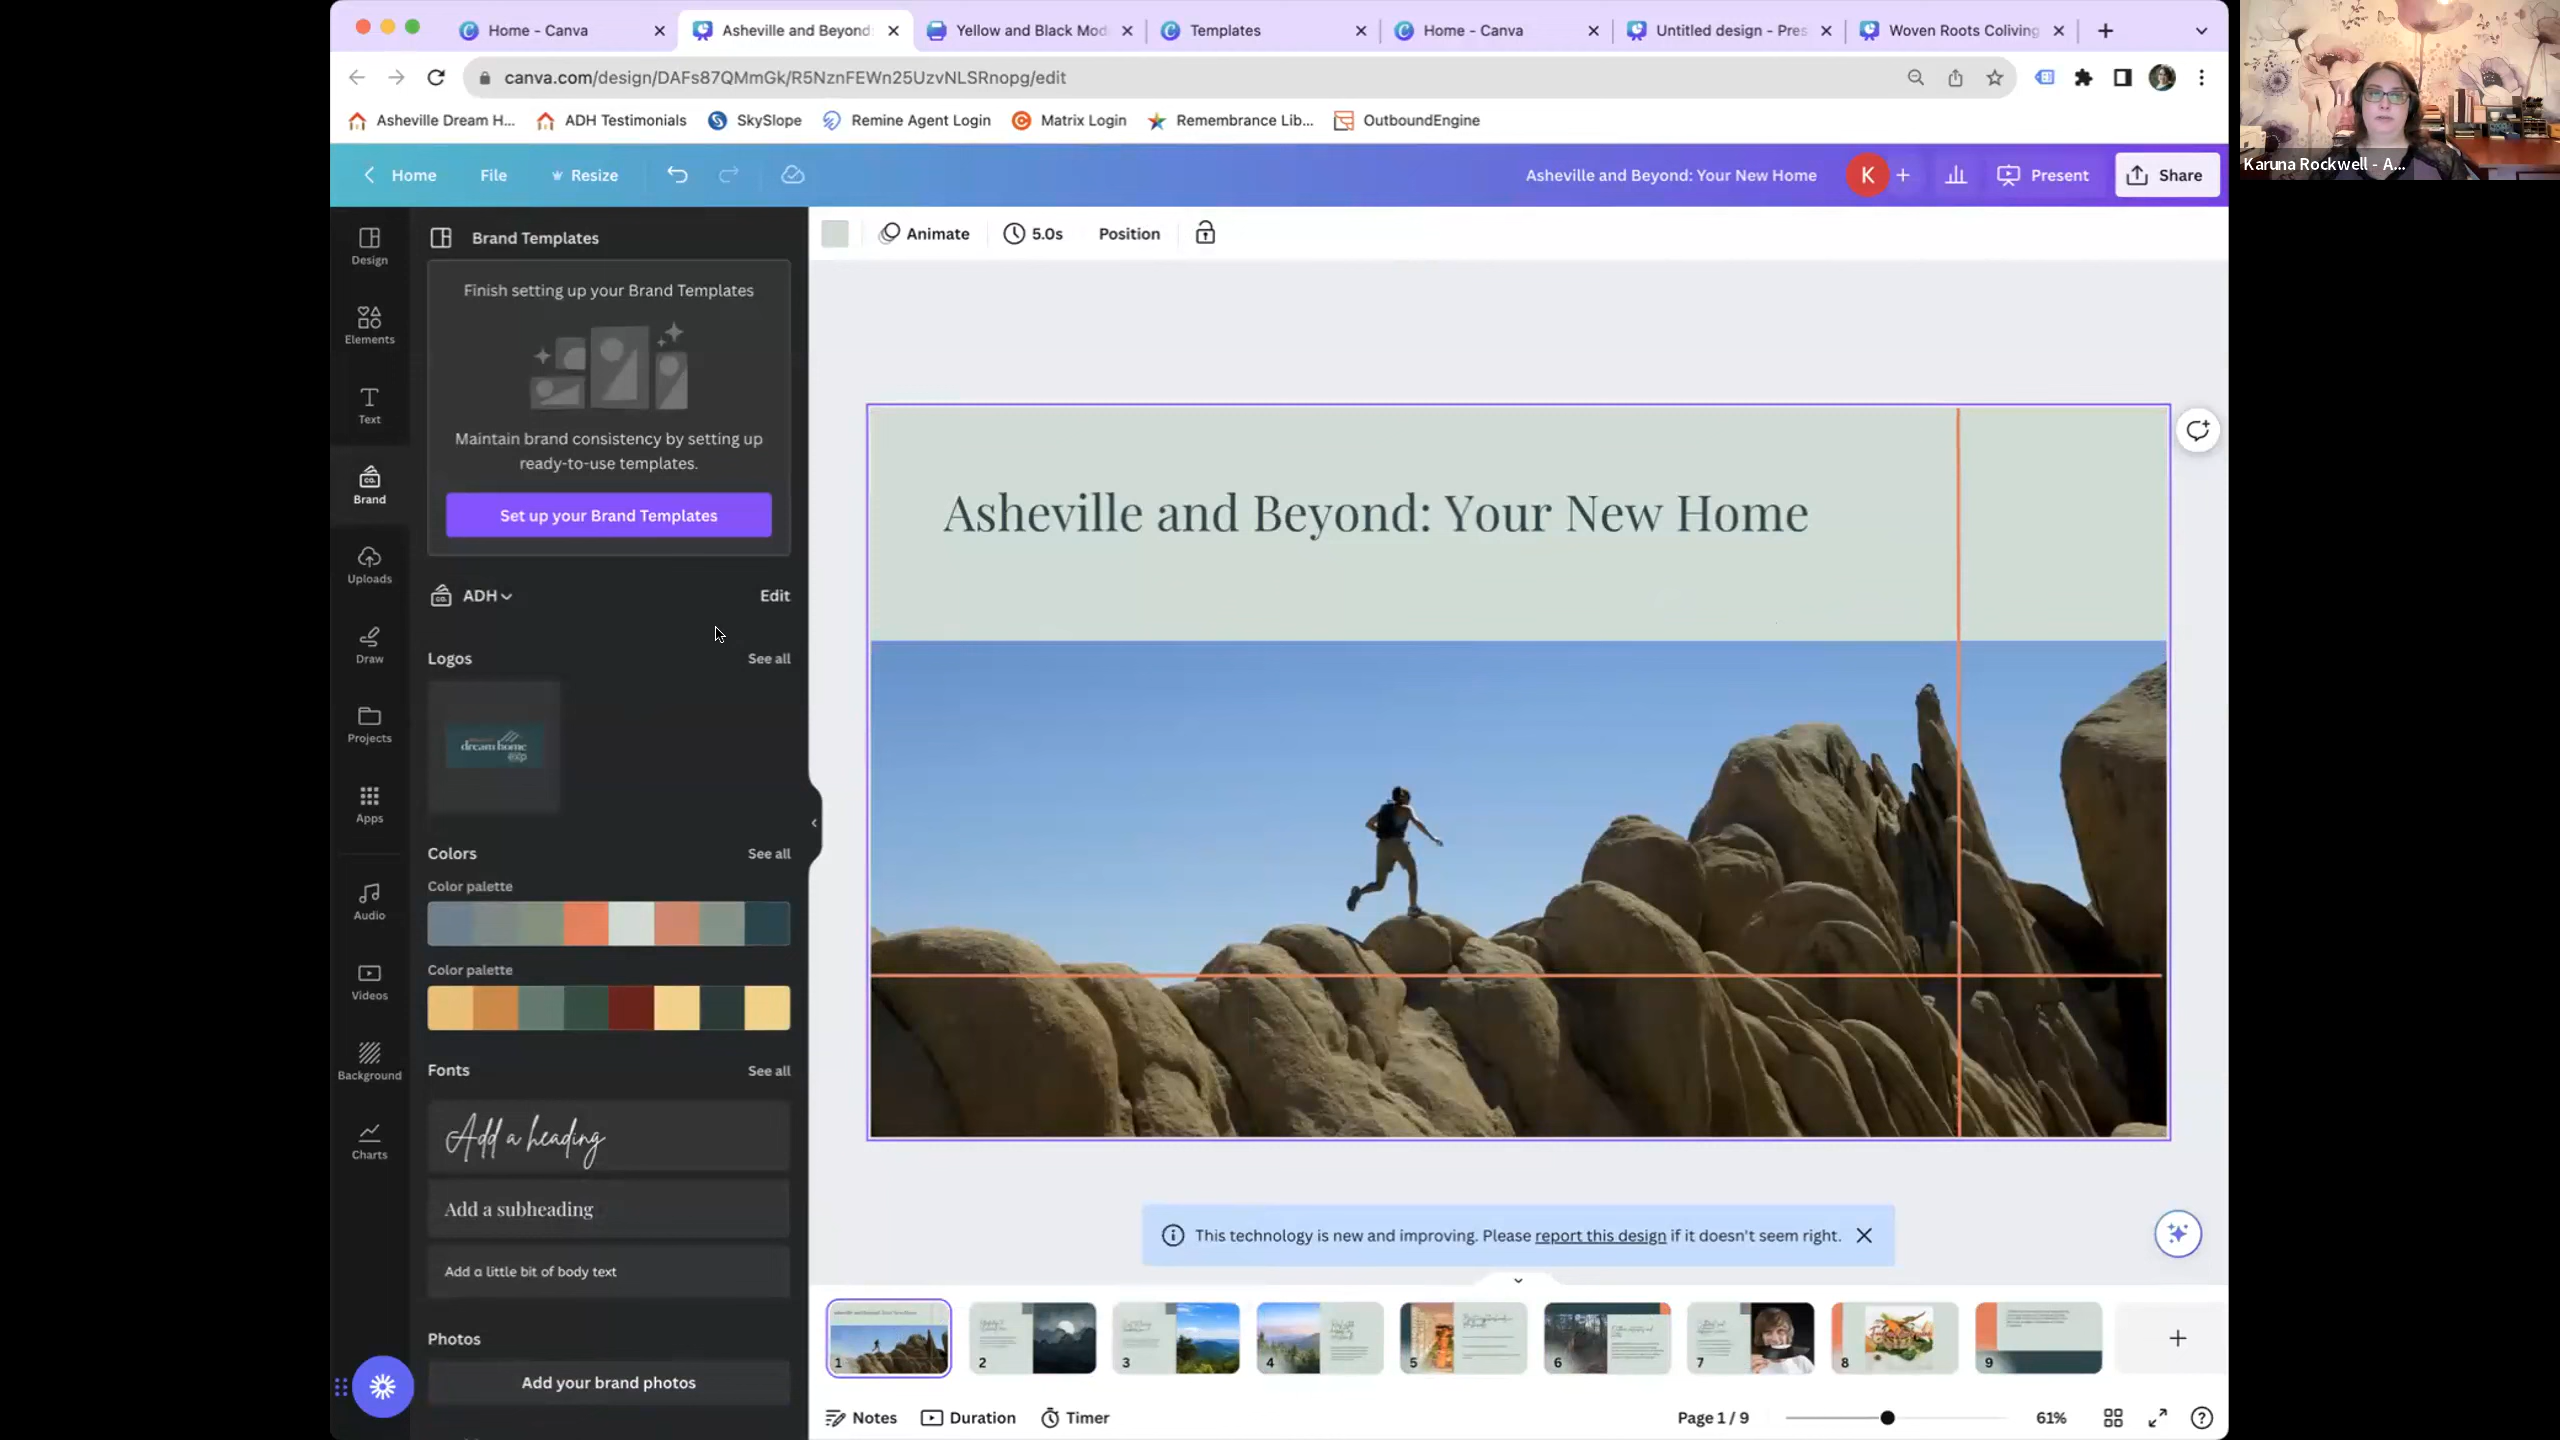 Home - Canva
Asheville and Beyond:
Yellow and Black Mod
Templates
Home - Canva
Untitled design - Pres
Woven Roots Coliving
canva.com/design/DAFs87QMmGk/R5NznFEWn25UzvNLSRnopg/edit
Asheville Dream H...
ADH Testimonials
SkySlope
Remine Agent Login
Matrix Login
Remembrance Lib...
OutboundEngine
Karuna Rockwell - A...
Home
File
Resize
Asheville and Beyond: Your New Home
K
Present
Share
Design
Elements
Text
Brand
Uploads
Draw
Projects
Apps
Audio
Videos
Background
Charts
Brand Templates
Finish setting up your Brand Templates
Maintain brand consistency by setting up
ready-to-use templates.
Set up your Brand Templates
ADH
Edit
Logos
See all
dream home
exp
Colors
See all
Color palette
Color palette
Fonts
See all
Add a heading
Add a subheading
Add a little bit of body text
Photos
Add your brand photos
Animate
5.0s
Position
Asheville and Beyond: Your New Home
This technology is new and improving. Please report this design if it doesn't seem right.
1
2
3
4
5
6
7
8
9
Notes
Duration
Timer
Page 1 / 9
61%